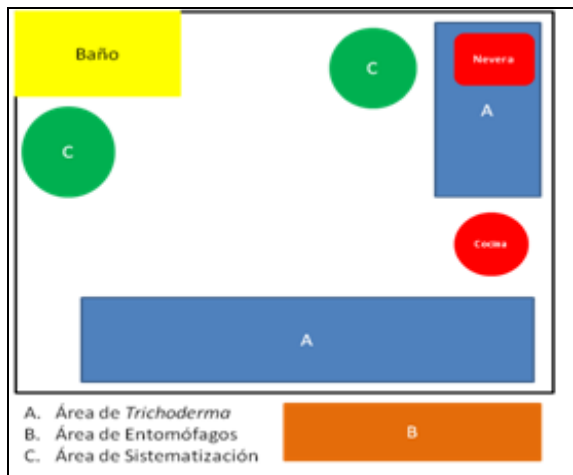 Baño
Nevera
C
A
C
Cocina
A
A. Área de Trichoderma
B. Área de Entomófagos
C. Área de Sistematización
B